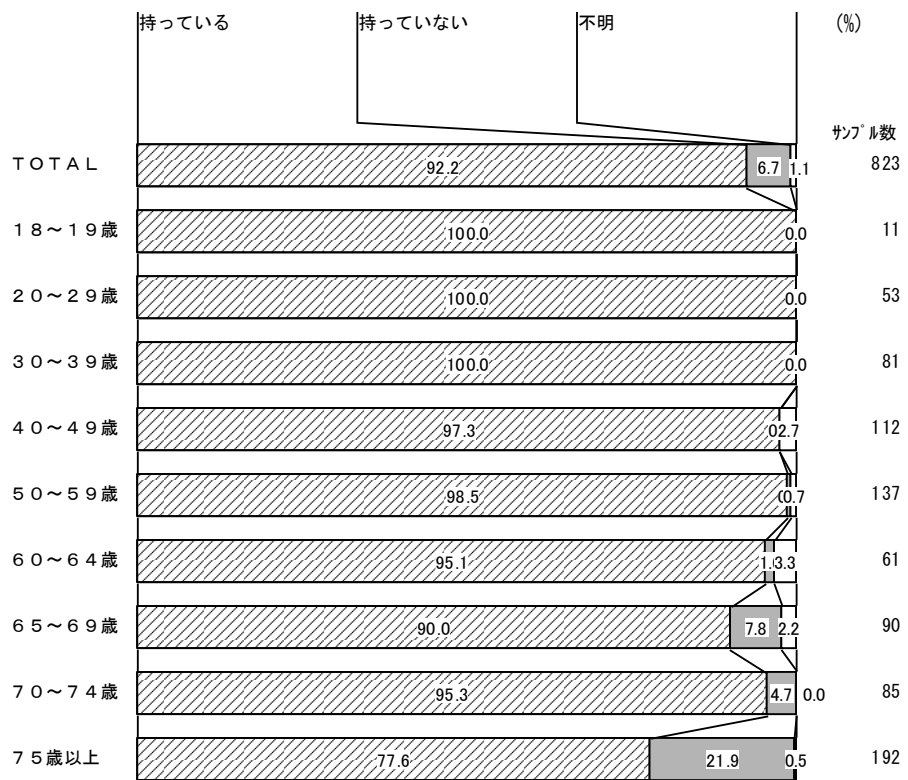 持っている 持っていない 不明 (%)
ｻﾝﾌﾟﾙ数
ＴＯＴＡＬ 92.2 6.7 1.1 823
１８～１９歳 100.0 0.0 11
２０～２９歳 100.0 0.0 53
３０～３９歳 100.0 0.0 81
４０～４９歳 97.3 2.7 112
５０～５９歳 98.5 0.7 137
６０～６４歳 95.1 3.3 61
６５～６９歳 90.0 7.8 2.2 90
７０～７４歳 95.3 4.7 0.0 85
７５歳以上 77.6 21.9 0.5 192